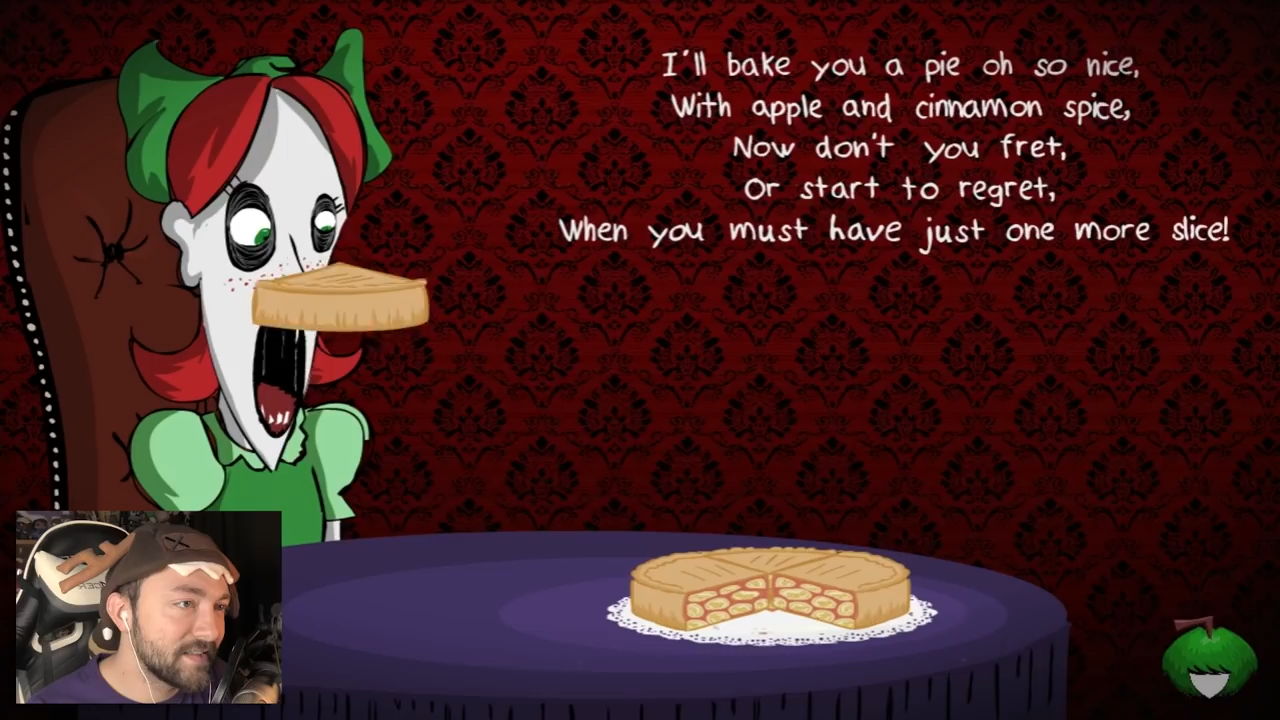 I'll bake you a pie oh so nice,
With apple and cinnamon spice,
Now don't you fret,
Or start to regret,
When you must have just one more slice!